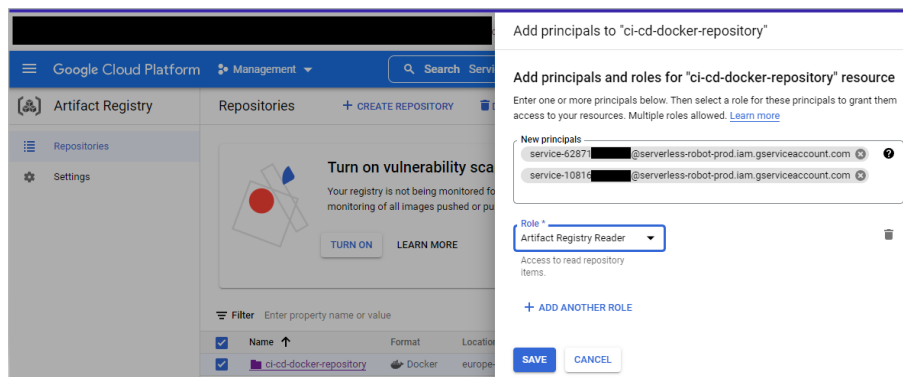 Google Cloud Platform
Management
Search Servi
Artifact Registry
Repositories
CREATE REPOSITORY
Repositories
Settings
Turn on vulnerability sca
Your registry is not being monitored fo
monitoring of all images pushed or pu
TURN ON
LEARN MORE
Filter Enter property name or value
Name Format Location
ci-cd-docker-repository Docker europe-
Add principals to "ci-cd-docker-repository"
Add principals and roles for "ci-cd-docker-repository" resource
Enter one or more principals below. Then select a role for these principals to grant them
access to your resources. Multiple roles allowed. Learn more
New principals
service-62871 @serverless-robot-prod.iam.gserviceaccount.com
service-10816 @serverless-robot-prod.iam.gserviceaccount.com
Role *
Artifact Registry Reader
Access to read repository
items.
+ ADD ANOTHER ROLE
SAVE
CANCEL